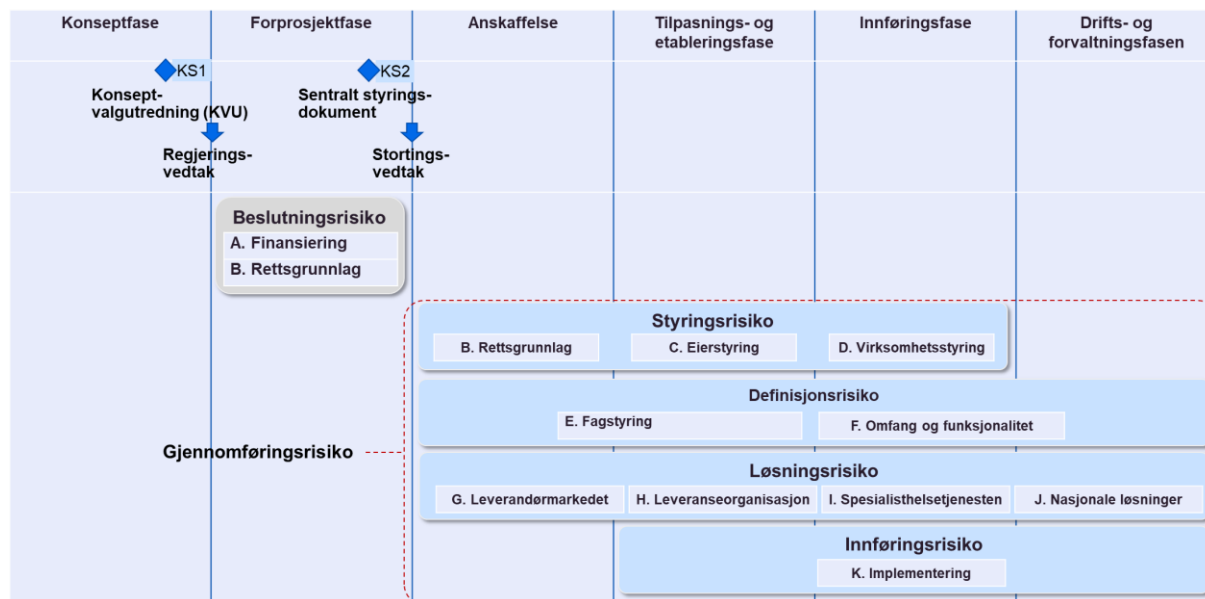 Konseptfase
Forprosjektfase
Anskaffelse
Tilpasnings- og
etableringsfase
Innføringsfase
Drifts- og
forvaltningsfasen
KS1
KS2
Konsept-
valgutredning (KVU)
Sentralt styrings-
dokument
Regjerings-
vedtak
Stortings-
vedtak
Beslutningsrisiko
A. Finansiering
B. Rettsgrunnlag
Styringsrisiko
B. Rettsgrunnlag
C. Eierstyring
D. Virksomhetsstyring
Definisjonsrisiko
E. Fagstyring
F. Omfang og funksjonalitet
Gjennomføringsrisiko
Løsningsrisiko
G. Leverandørmarkedet
H. Leveranseorganisasjon
I. Spesialisthelsetjenesten
J. Nasjonale løsninger
Innføringsrisiko
K. Implementering